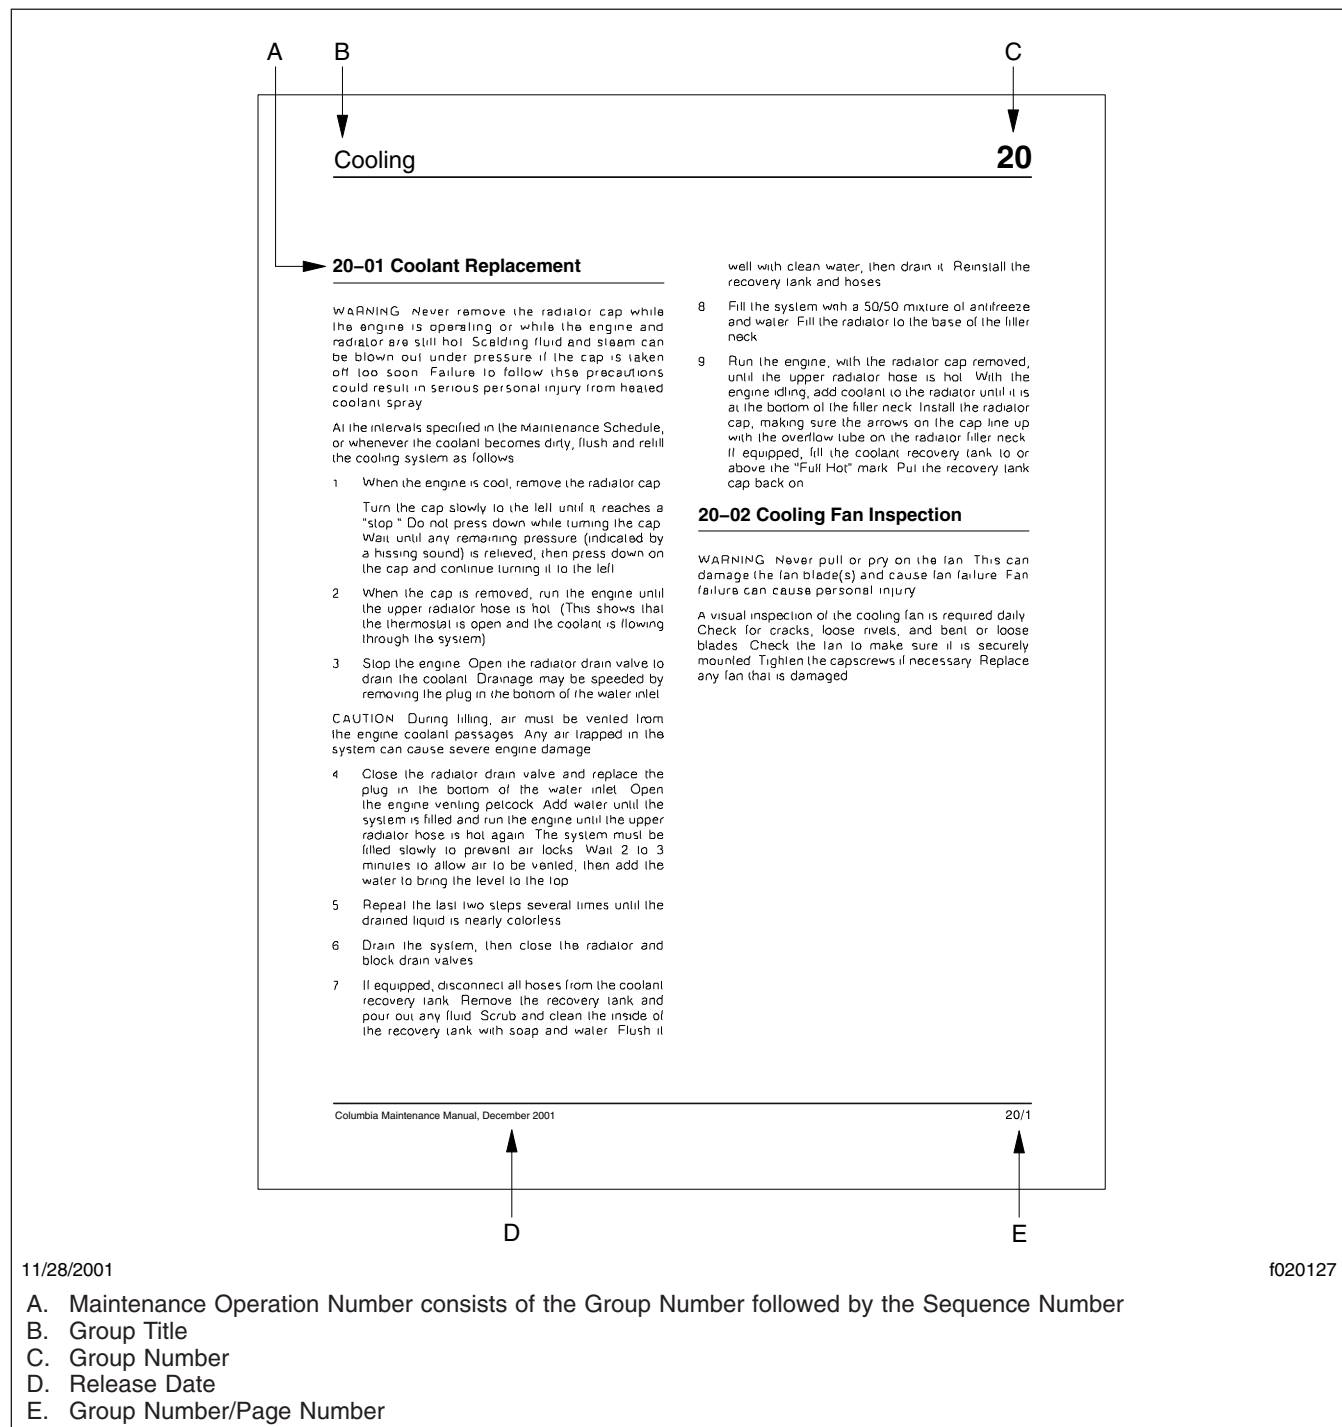 A B C
Cooling 20
20–01 Coolant Replacement
WARNING Never remove the radiator cap while
the engine is operating or while the engine and
radiator are still hot Scalding fluid and steam can
be blown out under pressure if the cap is taken
off too soon Failure to follow thse precautions
could result in serious personal injury from heated
coolant spray
At the intervals specified in the Maintenance Schedule,
or whenever the coolant becomes dirty, flush and refill
the cooling system as follows
1 When the engine is cool, remove the radiator cap
Turn the cap slowly to the left until it reaches a
"stop " Do not press down while turning the cap
Wait until any remaining pressure (indicated by
a hissing sound) is relieved, then press down on
the cap and continue turning it to the left
2 When the cap is removed, run the engine until
the upper radiator hose is hot (This shows that
the thermostat is open and the coolant is flowing
through the system)
3 Stop the engine Open the radiator drain valve to
drain the coolant Drainage may be speeded by
removing the plug in the bottom of the water inlet
CAUTION During filling, air must be vented from
the engine coolant passages Any air trapped in the
system can cause severe engine damage
4 Close the radiator drain valve and replace the
plug in the bottom of the water inlet Open
the engine venting petcock Add water until the
system is filled and run the engine until the upper
radiator hose is hot again The system must be
filled slowly to prevent air locks Wait 2 to 3
minutes to allow air to be vented, then add the
water to bring the level to the top
5 Repeat the last two steps several times until the
drained liquid is nearly colorless
6 Drain the system, then close the radiator and
block drain valves
7 If equipped, disconnect all hoses from the coolant
recovery tank Remove the recovery tank and
pour out any fluid Scrub and clean the inside of
the recovery tank with soap and water Flush it
well with clean water, then drain it Reinstall the
recovery tank and hoses
8 Fill the system with a 50/50 mixture of antifreeze
and water Fill the radiator to the base of the filler
neck
9 Run the engine, with the radiator cap removed,
until the upper radiator hose is hot With the
engine idling, add coolant to the radiator until it is
at the bottom of the filler neck Install the radiator
cap, making sure the arrows on the cap line up
with the overflow tube on the radiator filler neck
If equipped, fill the coolant recovery tank to or
above the "Full Hot" mark Put the recovery tank
cap back on
20–02 Cooling Fan Inspection
WARNING Never pull or pry on the fan This can
damage the fan blade(s) and cause fan failure Fan
failure can cause personal injury
A visual inspection of the cooling fan is required daily
Check for cracks, loose rivets, and bent or loose
blades Check the fan to make sure it is securely
mounted Tighten the capscrews if necessary Replace
any fan that is damaged
Columbia Maintenance Manual, December 2001 20/1
D E
11/28/2001 f020127
A. Maintenance Operation Number consists of the Group Number followed by the Sequence Number
B. Group Title
C. Group Number
D. Release Date
E. Group Number/Page Number